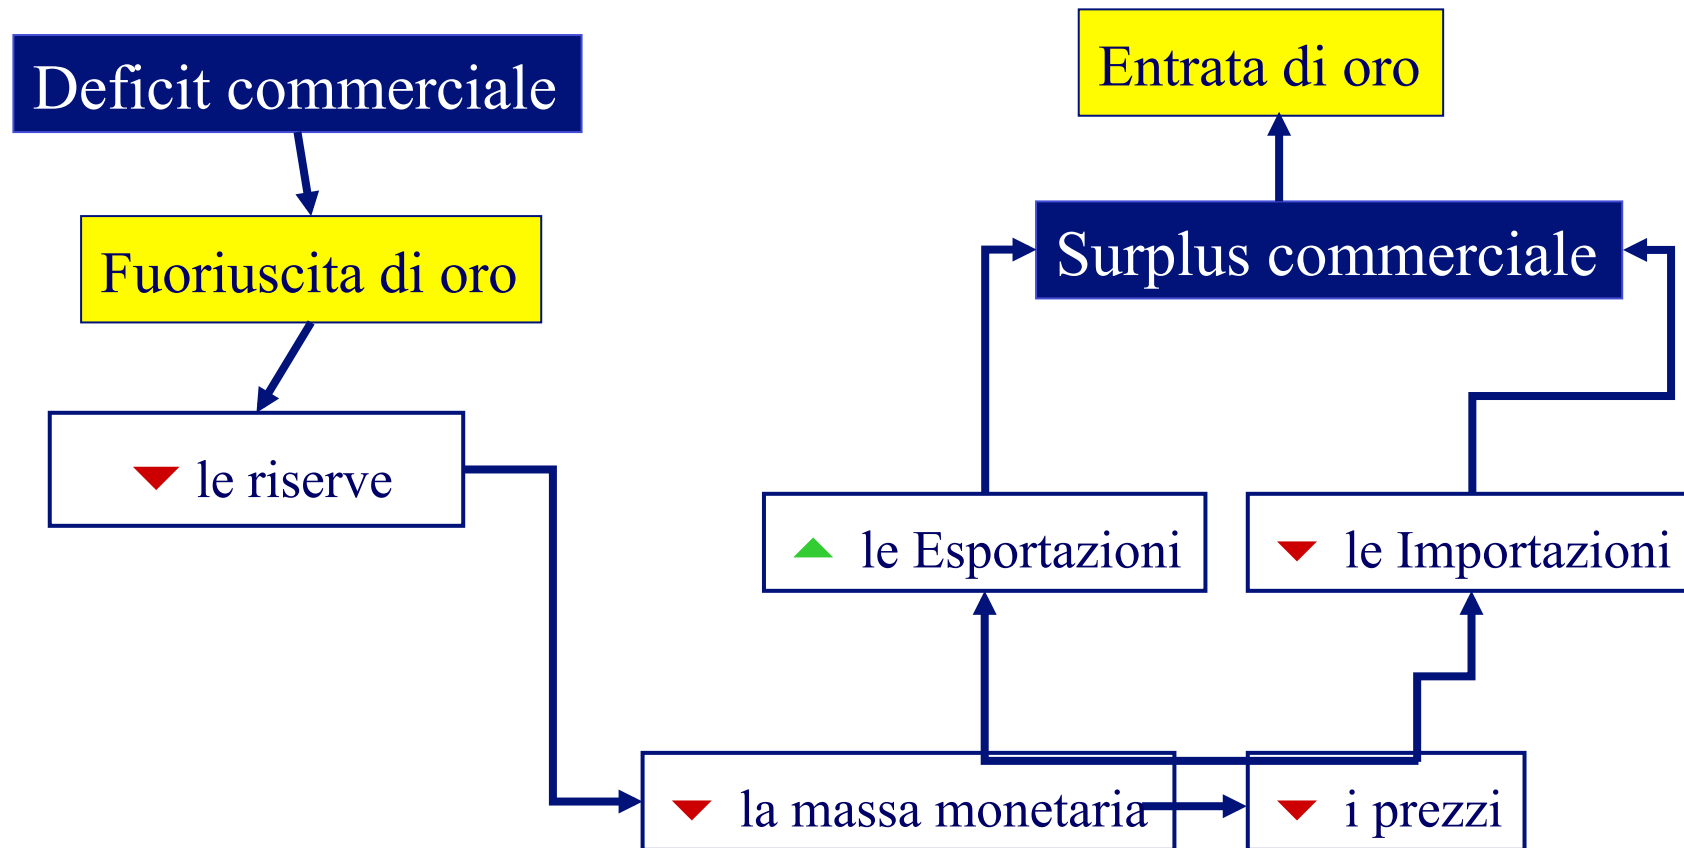 Deficit commerciale
Fuoriuscita di oro
le riserve
la massa monetaria
i prezzi
le Esportazioni
le Importazioni
Surplus commerciale
Entrata di oro